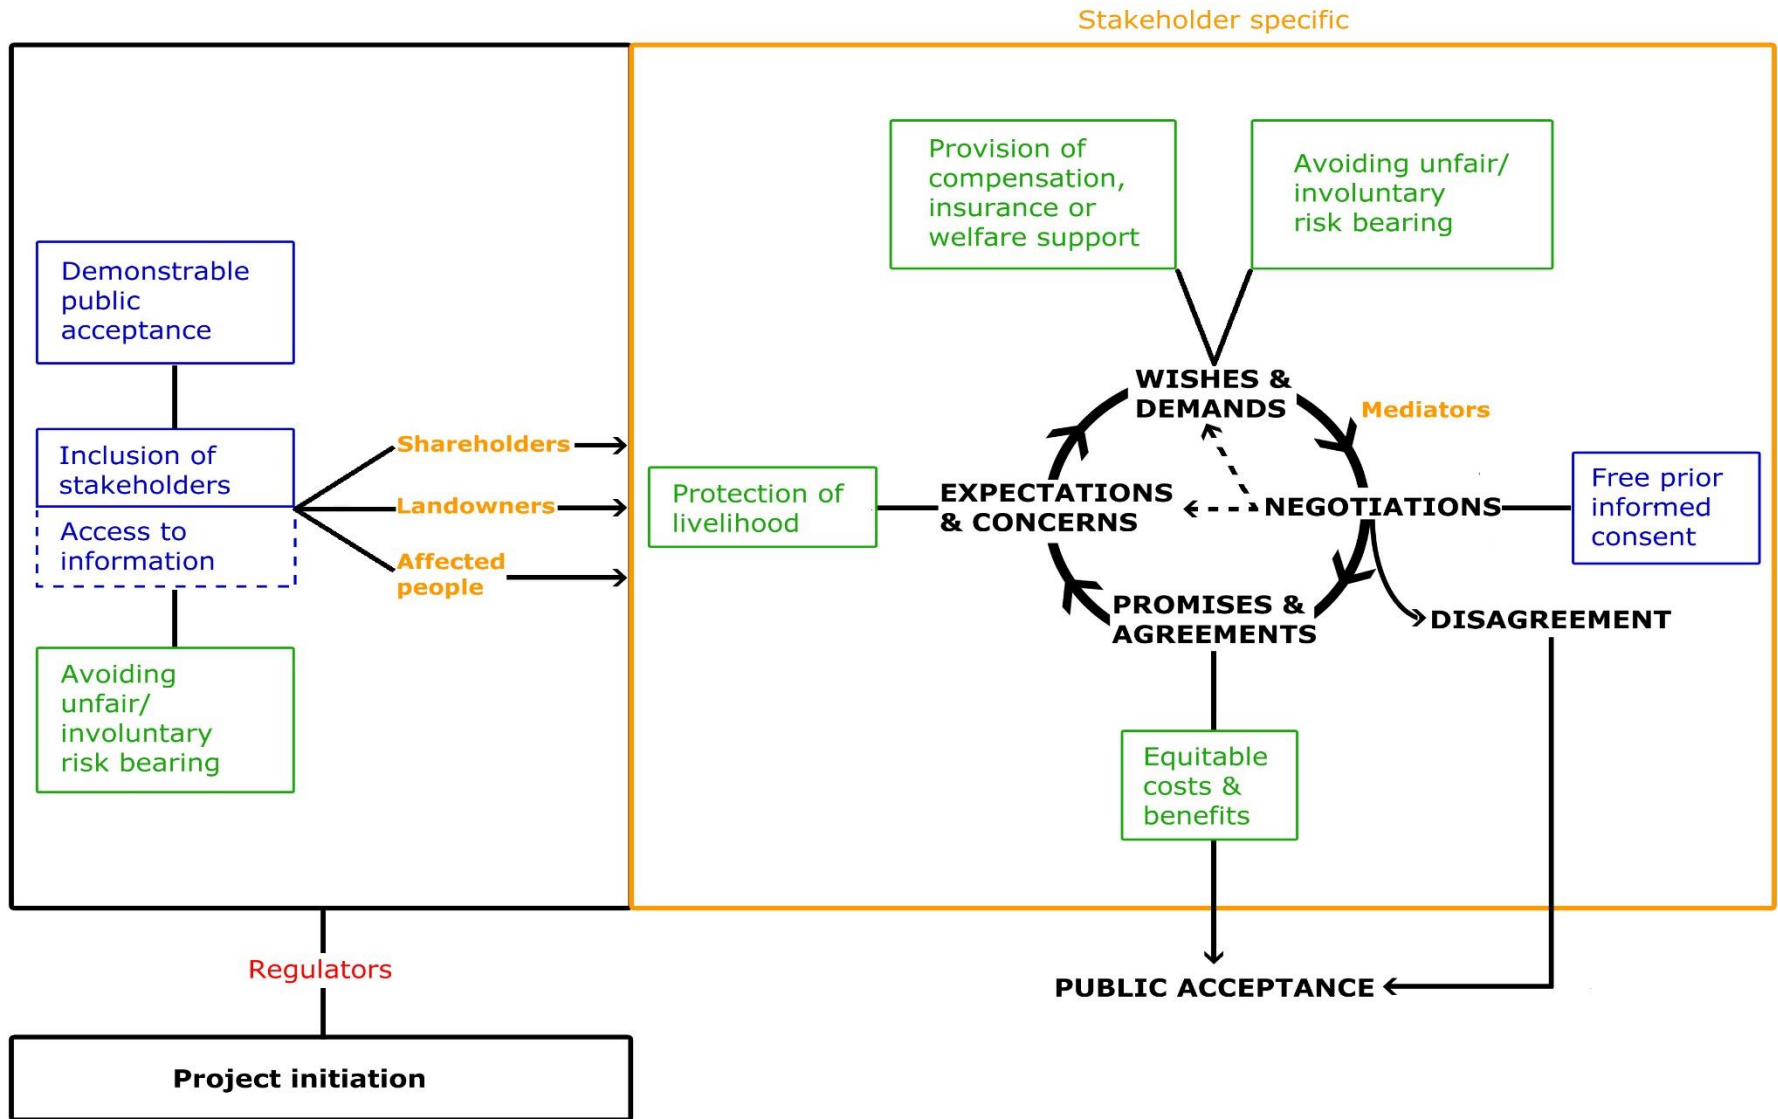 Stakeholder specific
Demonstrable
public
acceptance
Inclusion of
stakeholders
Access to
information
Avoiding
unfair/
involuntary
risk bearing
Shareholders
Landowners
Affected
people
Provision of
compensation,
insurance or
welfare support
Avoiding unfair/
involuntary
risk bearing
WISHES &
DEMANDS
Mediators
Protection of
livelihood
EXPECTATIONS
& CONCERNS
NEGOTIATIONS
Free prior
informed
consent
PROMISES &
AGREEMENTS
DISAGREEMENT
Equitable
costs &
benefits
PUBLIC ACCEPTANCE
Regulators
Project initiation